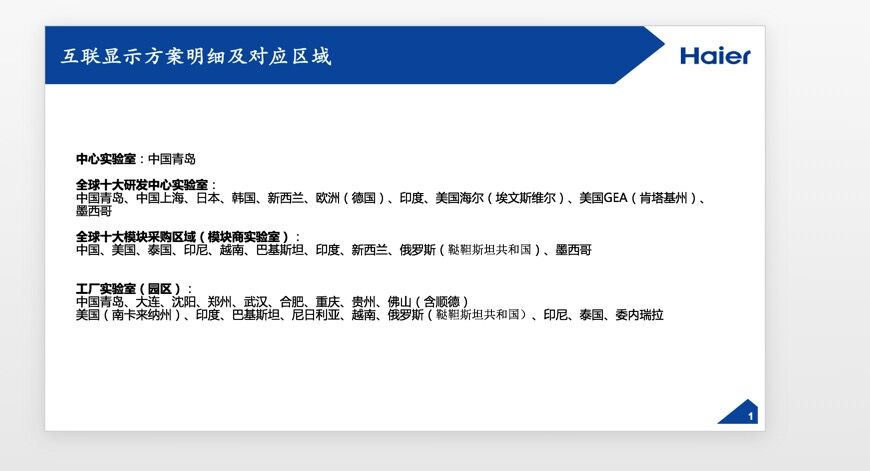 互联显示方案明细及对应区域
Haier
中心实验室：中国青岛
全球十大研发中心实验室：
中国青岛、中国上海、日本、韩国、新西兰、欧洲（德国）、印度、美国海尔（埃文斯维尔）、美国GEA（肯塔基州）、
墨西哥
全球十大模块采购区域（模块商实验室）：
中国、美国、泰国、印尼、越南、巴基斯坦、印度、新西兰、俄罗斯（鞑靼斯坦共和国）、墨西哥
工厂实验室（园区）：
中国青岛、大连、沈阳、郑州、武汉、合肥、重庆、贵州、佛山（含顺德）
美国（南卡来纳州）、印度、巴基斯坦、尼日利亚、越南、俄罗斯（鞑靼斯坦共和国）、印尼、泰国、委内瑞拉
1